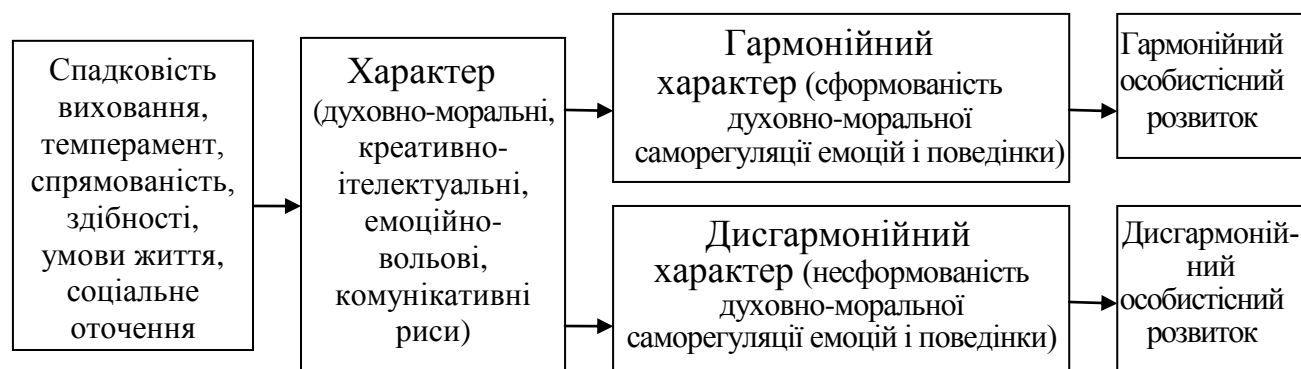 Спадковість
виховання,
темперамент,
спрямованість,
здібності,
умови життя,
соціальне
оточення
Характер
(духовно-моральні,
креативно-
ітелектуальні,
емоційно-
вольові,
комунікативні
риси)
Гармонійний
характер (сформованість
духовно-моральної
саморегуляції емоцій і поведінки)
Гармонійний
особистісний
розвиток
Дисгармонійний
характер (несформованість
духовно-моральної
саморегуляції емоцій і поведінки)
Дисгармоній-
ний
особистісний
розвиток